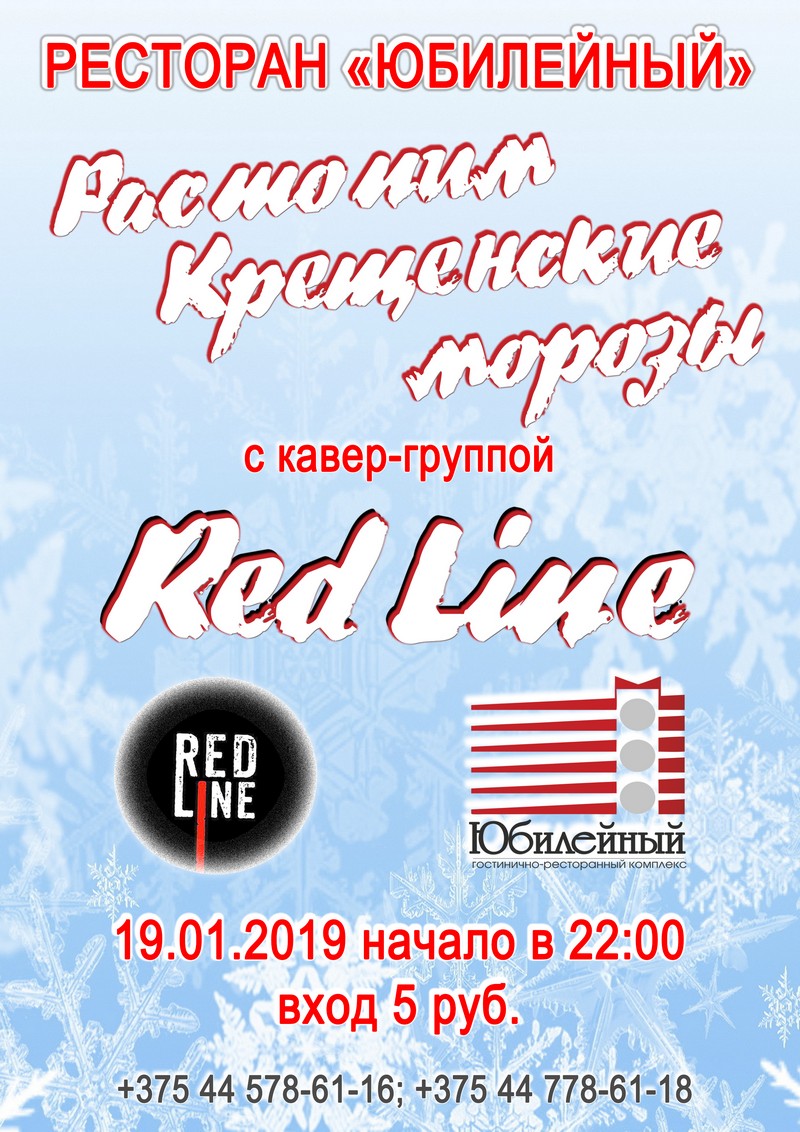 РЕСТОРАН «ЮБИЛЕЙНЫЙ»
Растопим
Крещенские
морозы
с кавер-группой
Red Line
RED
LINE
Юбилейный
гостинично-ресторанный комплекс
19.01.2019 начало в 22:00
вход 5 руб.
+375 44 578-61-16; +375 44 778-61-18